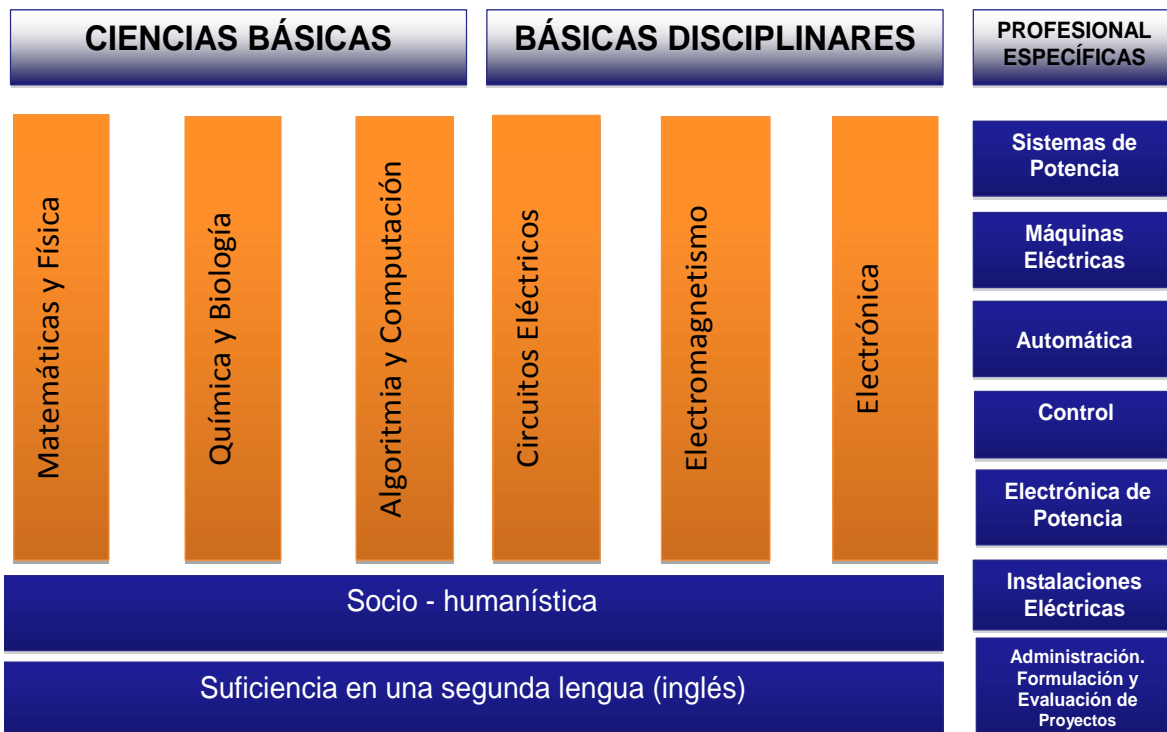 CIENCIAS BÁSICAS
BÁSICAS DISCIPLINARES
PROFESIONAL
ESPECÍFICAS
Matemáticas y Física
Química y Biología
Algoritmia y Computación
Circuitos Eléctricos
Electromagnetismo
Electrónica
Socio - humanística
Suficiencia en una segunda lengua (inglés)
Sistemas de
Potencia
Máquinas
Eléctricas
Automática
Control
Electrónica de
Potencia
Instalaciones
Eléctricas
Administración.
Formulación y
Evaluación de
Proyectos